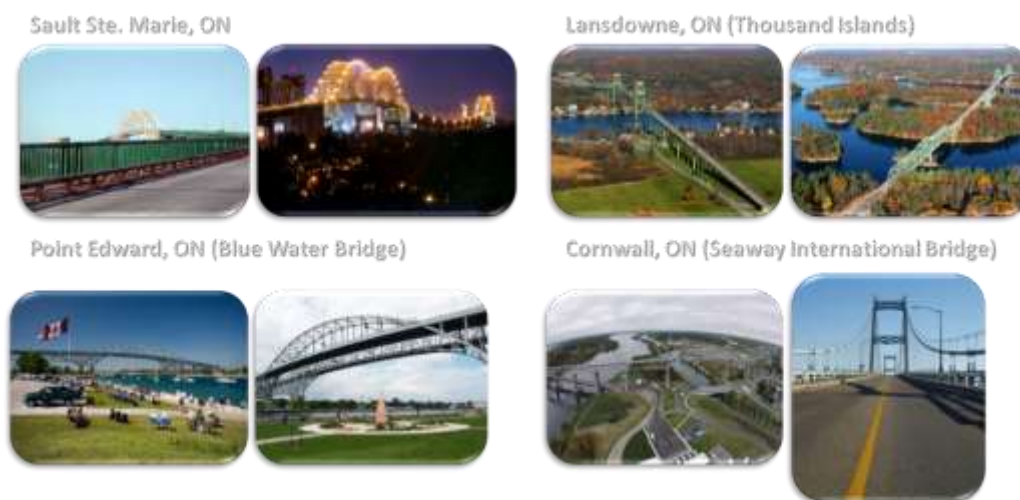 Sault Ste. Marie, ON
Lansdowne, ON (Thousand Islands)
Point Edward, ON (Blue Water Bridge)
Cornwall, ON (Seaway International Bridge)